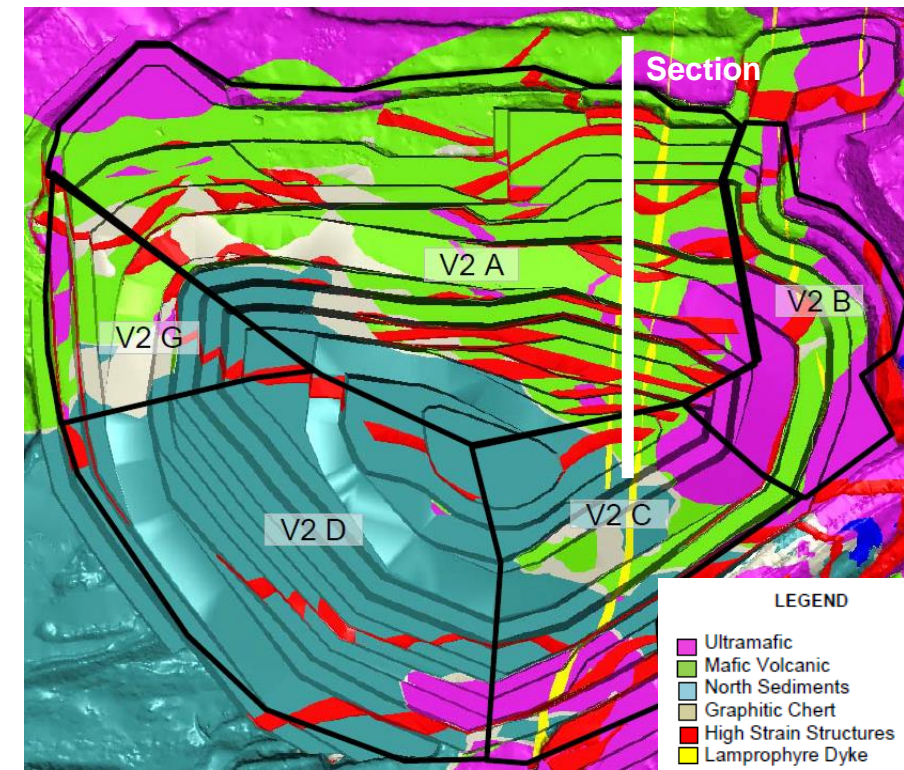 Section
V2 A
V2 B
V2 G
V2 C
V2 D
LEGEND
Ultramafic
Mafic Volcanic
North Sediments
Graphitic Chert
High Strain Structures
Lamprophyre Dyke